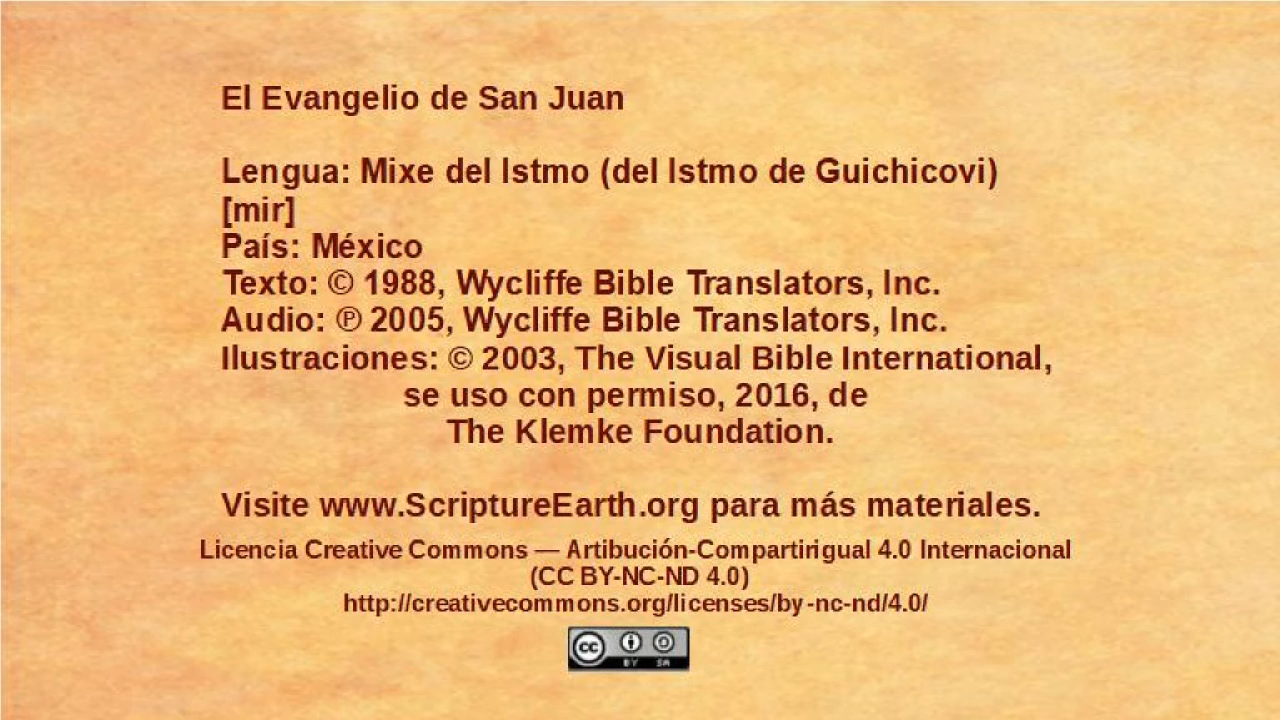 El Evangelio de San Juan
Lengua: Mixe del Istmo (del Istmo de Guichicovi)
[mir]
País: México
Texto: © 1988, Wycliffe Bible Translators, Inc.
Audio: ℗ 2005, Wycliffe Bible Translators, Inc.
Ilustraciones: © 2003, The Visual Bible International,
se uso con permiso, 2016, de
The Klemke Foundation.
Visite www.ScriptureEarth.org para más materiales.
Licencia Creative Commons — Artibución-Compartirigual 4.0 Internacional
(CC BY-NC-ND 4.0)
http://creativecommons.org/licenses/by-nc-nd/4.0/
cc BY SA